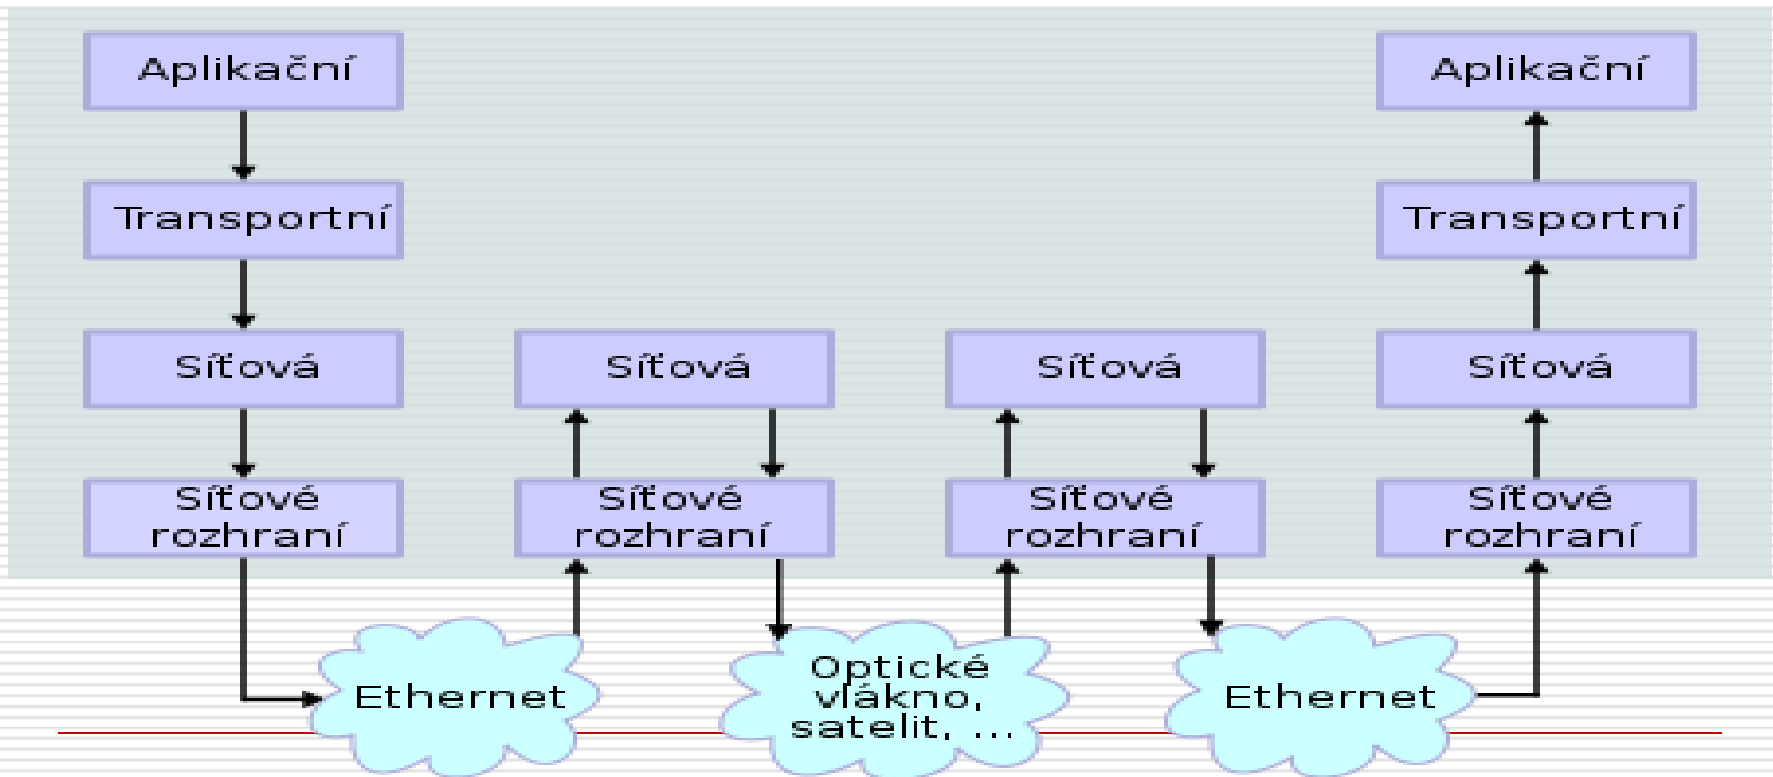 Aplikační
Aplikační
Transportní
Transportní
Síťová
Síťová
Síťová
Síťová
Síťové
rozhraní
Síťové
rozhraní
Síťové
rozhraní
Síťové
rozhraní
Ethernet
Optické
vlákno,
satelit, ...
Ethernet